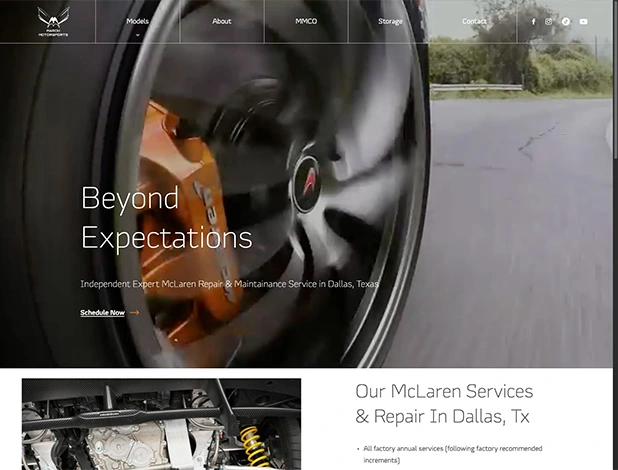 MARCH
MOTORSPORTS
Models
About
MMCO
Storage
Contact
Beyond
Expectations
Independent Expert McLaren Repair & Maintainance Service in Dallas, Texas
Schedule Now
Our McLaren Services
& Repair In Dallas, Tx
All factory annual services (following factory recommended
increments)